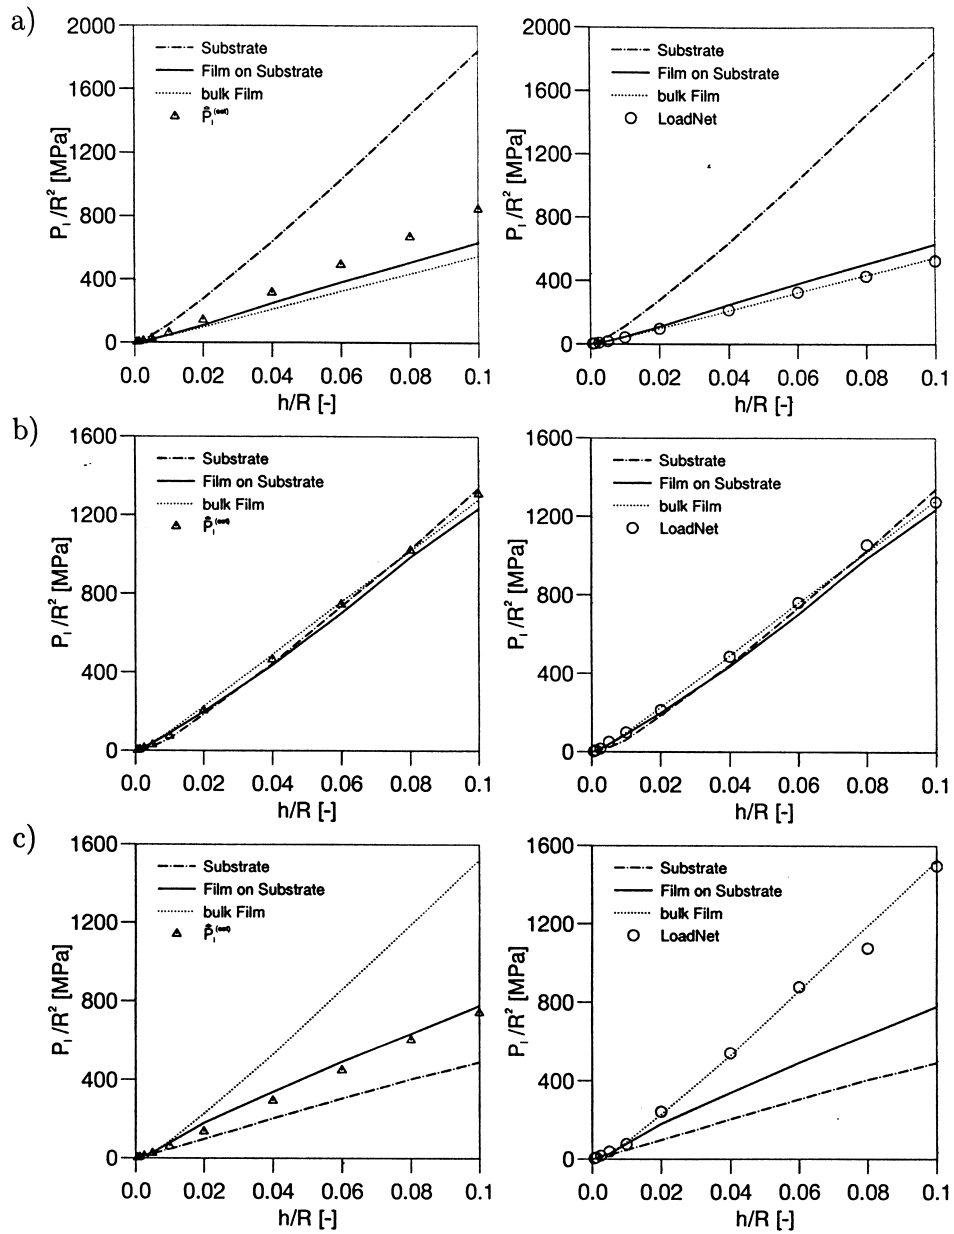 a)
2000
1600
1200
800
400
0
P_I/R² [MPa]
Substrate
Film on Substrate
bulk Film
0.0 0.02 0.04 0.06 0.08 0.1
h/R [-]
2000
1600
1200
800
400
0
P_I/R² [MPa]
Substrate
Film on Substrate
bulk Film
LoadNet
0.0 0.02 0.04 0.06 0.08 0.1
h/R [-]
b)
1600
1200
800
400
0
P_I/R² [MPa]
Substrate
Film on Substrate
bulk Film
0.0 0.02 0.04 0.06 0.08 0.1
h/R [-]
1600
1200
800
400
0
P_I/R² [MPa]
Substrate
Film on Substrate
bulk Film
LoadNet
0.0 0.02 0.04 0.06 0.08 0.1
h/R [-]
c)
1600
1200
800
400
0
P_I/R² [MPa]
Substrate
Film on Substrate
bulk Film
0.0 0.02 0.04 0.06 0.08 0.1
h/R [-]
1600
1200
800
400
0
P_I/R² [MPa]
Substrate
Film on Substrate
bulk Film
LoadNet
0.0 0.02 0.04 0.06 0.08 0.1
h/R [-]